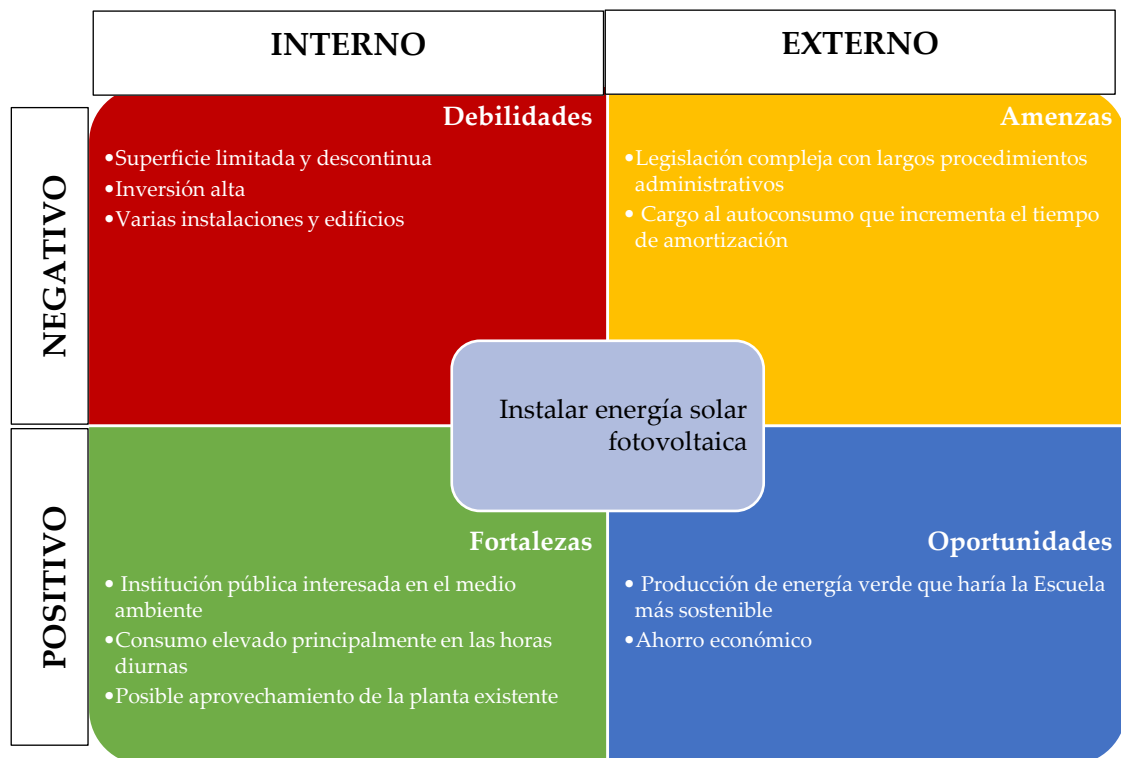 INTERNO
EXTERNO
NEGATIVO
Debilidades
•Superficie limitada y descontinua
•Inversión alta
•Varias instalaciones y edificios
Amenzas
•Legislación compleja con largos procedimientos
administrativos
• Cargo al autoconsumo que incrementa el tiempo
de amortización
Instalar energía solar
fotovoltaica
POSITIVO
Fortalezas
• Institución pública interesada en el medio
ambiente
•Consumo elevado principalmente en las horas
diurnas
•Posible aprovechamiento de la planta existente
Oportunidades
• Producción de energía verde que haría la Escuela
más sostenible
•Ahorro económico